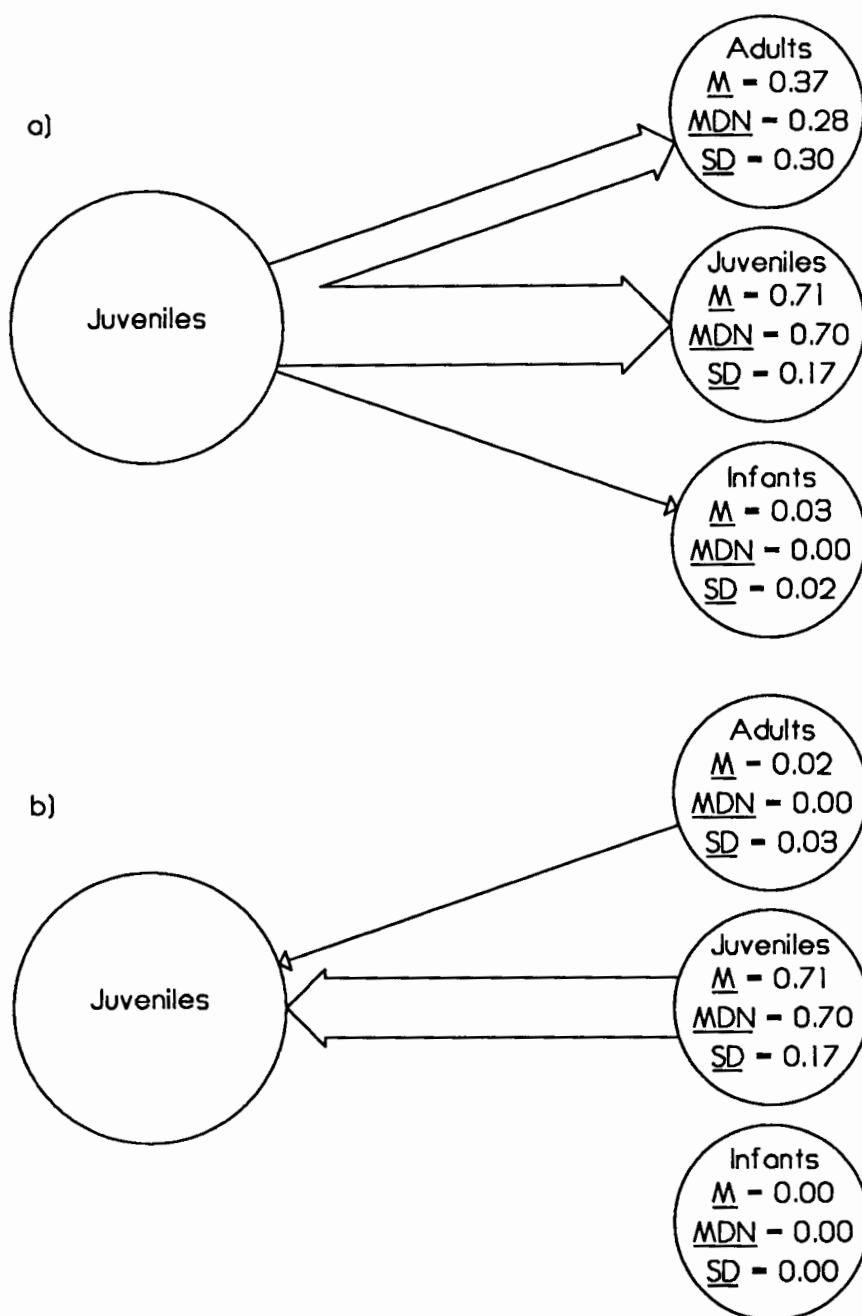 a)
Juveniles
Adults
M - 0.37
MDN - 0.28
SD - 0.30
Juveniles
M - 0.71
MDN - 0.70
SD - 0.17
Infants
M - 0.03
MDN - 0.00
SD - 0.02
b)
Juveniles
Adults
M - 0.02
MDN - 0.00
SD - 0.03
Juveniles
M - 0.71
MDN - 0.70
SD - 0.17
Infants
M - 0.00
MDN - 0.00
SD - 0.00